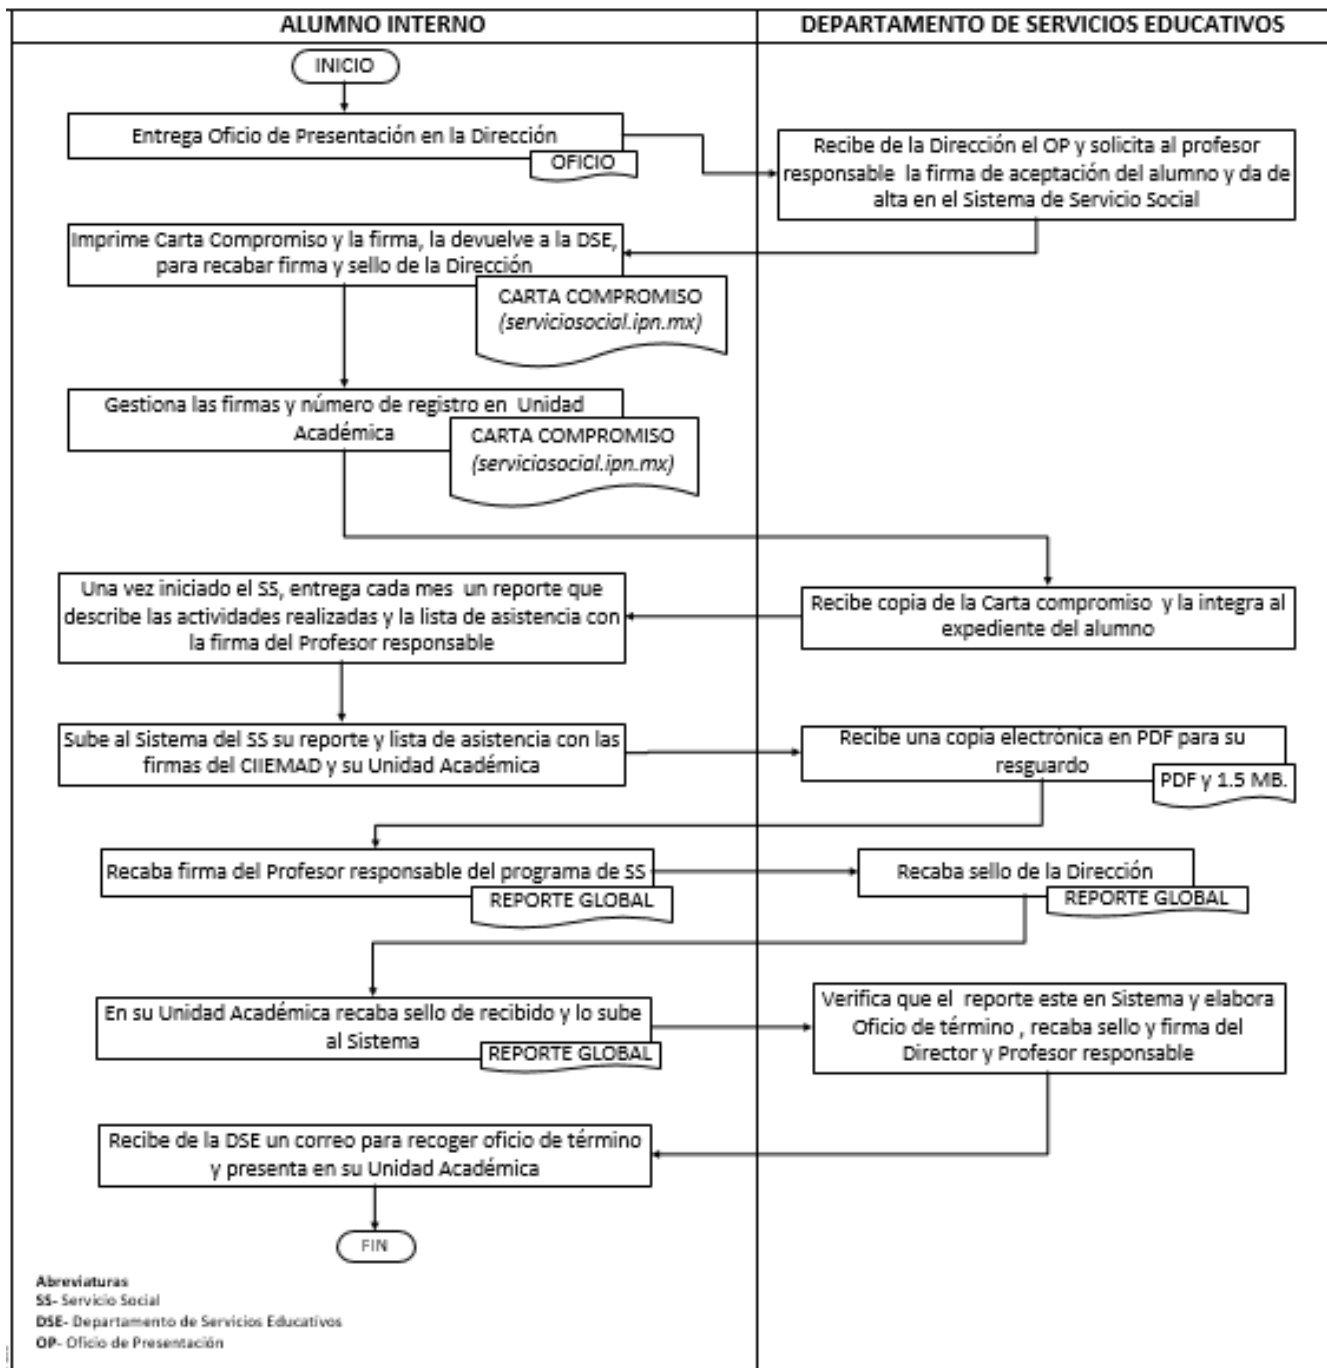 ALUMNO INTERNO
DEPARTAMENTO DE SERVICIOS EDUCATIVOS
INICIO
Entrega Oficio de Presentación en la Dirección
OFICIO
Recibe de la Dirección el OP y solicita al profesor
responsable la firma de aceptación del alumno y da de
alta en el Sistema de Servicio Social
Imprime Carta Compromiso y la firma, la devuelve a la DSE,
para recabar firma y sello de la Dirección
CARTA COMPROMISO
(serviciosocial.ipn.mx)
Gestiona las firmas y número de registro en Unidad
Académica
CARTA COMPROMISO
(serviciosocial.ipn.mx)
Recibe copia de la Carta compromiso y la integra al
expediente del alumno
Una vez iniciado el SS, entrega cada mes un reporte que
describe las actividades realizadas y la lista de asistencia con
la firma del Profesor responsable
Sube al Sistema del SS su reporte y lista de asistencia con las
firmas del CIIEMAD y su Unidad Académica
Recibe una copia electrónica en PDF para su
resguardo
PDF y 1.5 MB.
Recaba firma del Profesor responsable del programa de SS
REPORTE GLOBAL
Recaba sello de la Dirección
REPORTE GLOBAL
En su Unidad Académica recaba sello de recibido y lo sube
al Sistema
REPORTE GLOBAL
Verifica que el reporte este en Sistema y elabora
Oficio de término , recaba sello y firma del
Director y Profesor responsable
Recibe de la DSE un correo para recoger oficio de término
y presenta en su Unidad Académica
FIN
Abreviaturas
SS- Servicio Social
DSE- Departamento de Servicios Educativos
OP- Oficio de Presentación